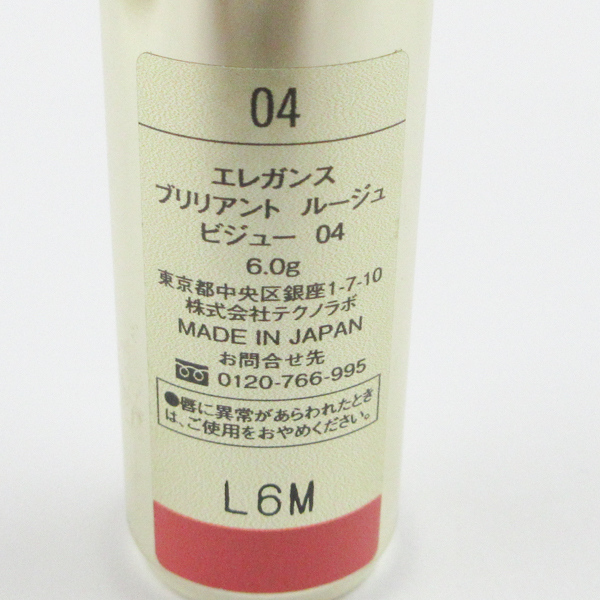 04
エレガンス
ブリリアント ルージュ
ビジュー 04
6.0g
東京都中央区銀座1-7-10
株式会社テクノラボ
MADE IN JAPAN
お問合せ先
0120-766-995
●唇に異常があらわれたとき
は、ご使用をおやめください。
L6M